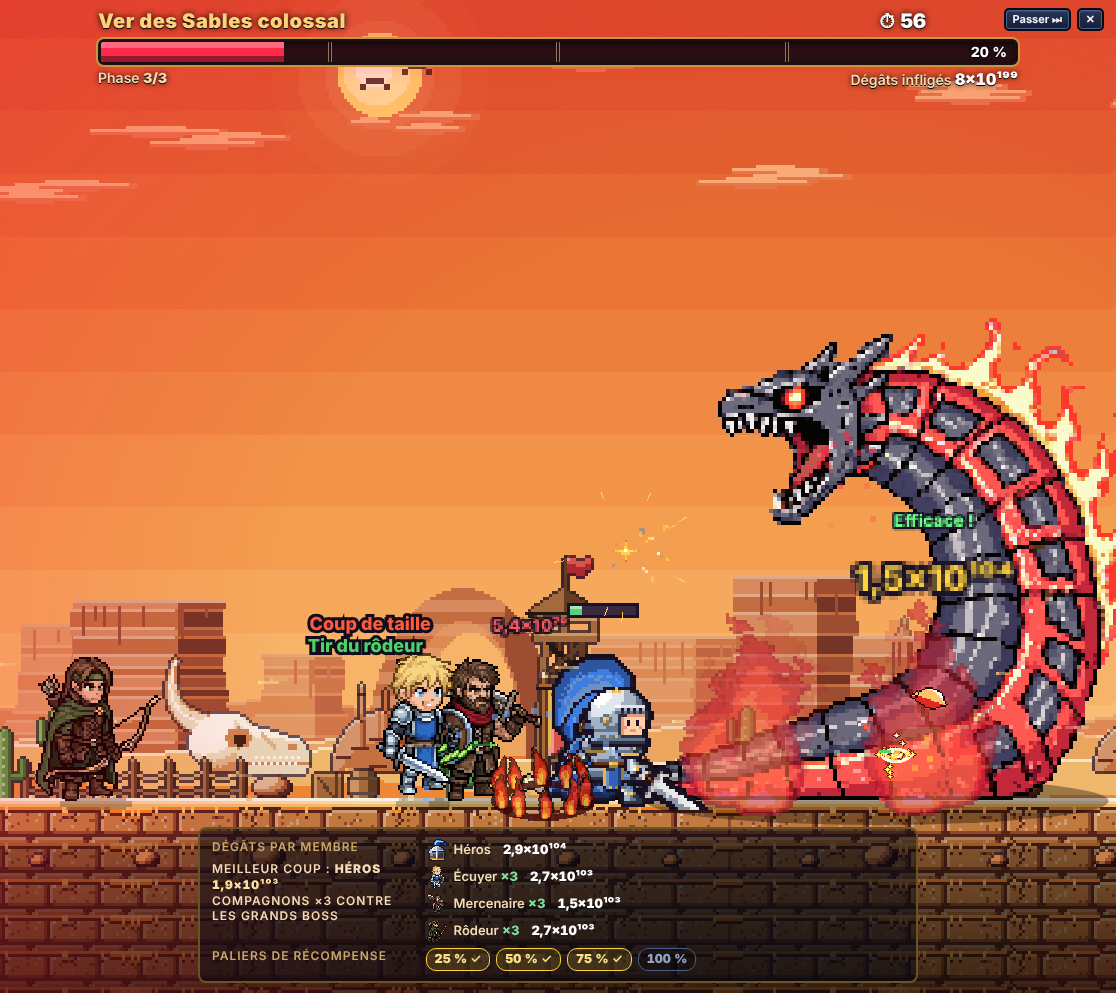 Ver des Sables colossal
56
Passer
20 %
Phase 3/3
Dégâts infligés 8×10¹⁹⁹
Efficace !
1,5×10¹⁰⁴
Coup de taille
Tir du rôdeur
DÉGÂTS PAR MEMBRE
MEILLEUR COUP : HÉROS
1,9×10¹⁰³
COMPAGNONS ×3 CONTRE
LES GRANDS BOSS
Héros 2,9×10¹⁰⁴
Écuyer ×3 2,7×10¹⁰³
Mercenaire ×3 1,5×10¹⁰³
Rôdeur ×3 2,7×10¹⁰³
PALIERS DE RÉCOMPENSE
25 % ✓ 50 % ✓ 75 % ✓ 100 %